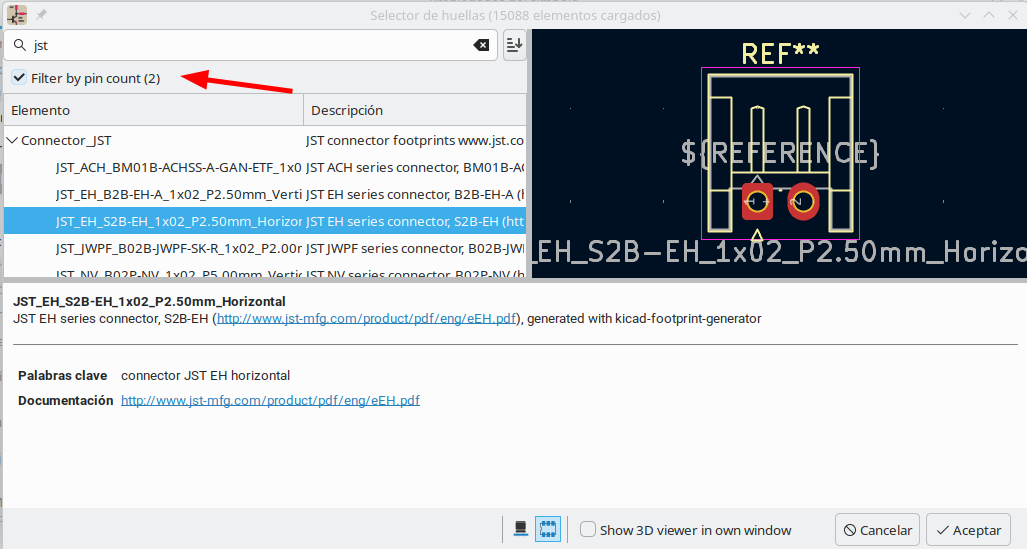 Selector de huellas (15088 elementos cargados)
jst
Filter by pin count (2)
Elemento Descripción
Connector_JST JST connector footprints www.jst.co
JST_ACH_BM01B-ACHSS-A-GAN-ETF_1x0 JST ACH series connector, BM01B-AC
JST_EH_B2B-EH-A_1x02_P2.50mm_Verti JST EH series connector, B2B-EH-A (h
JST_EH_S2B-EH_1x02_P2.50mm_Horizor JST EH series connector, S2B-EH (htt
JST_JWPF_B02B-JWPF-SK-R_1x02_P2.00r JST JWPF series connector, B02B-JW
JST_NV_B02P-NV_1x02_P5.00mm_Vertic JST NV series connector, B02P-NV (h
REF**
${REFERENCE}
1 2
_EH_S2B-EH_1x02_P2.50mm_Horizo
JST_EH_S2B-EH_1x02_P2.50mm_Horizontal
JST EH series connector, S2B-EH (http://www.jst-mfg.com/product/pdf/eng/eEH.pdf), generated with kicad-footprint-generator
Palabras clave connector JST EH horizontal
Documentación http://www.jst-mfg.com/product/pdf/eng/eEH.pdf
Show 3D viewer in own window
Cancelar
Aceptar